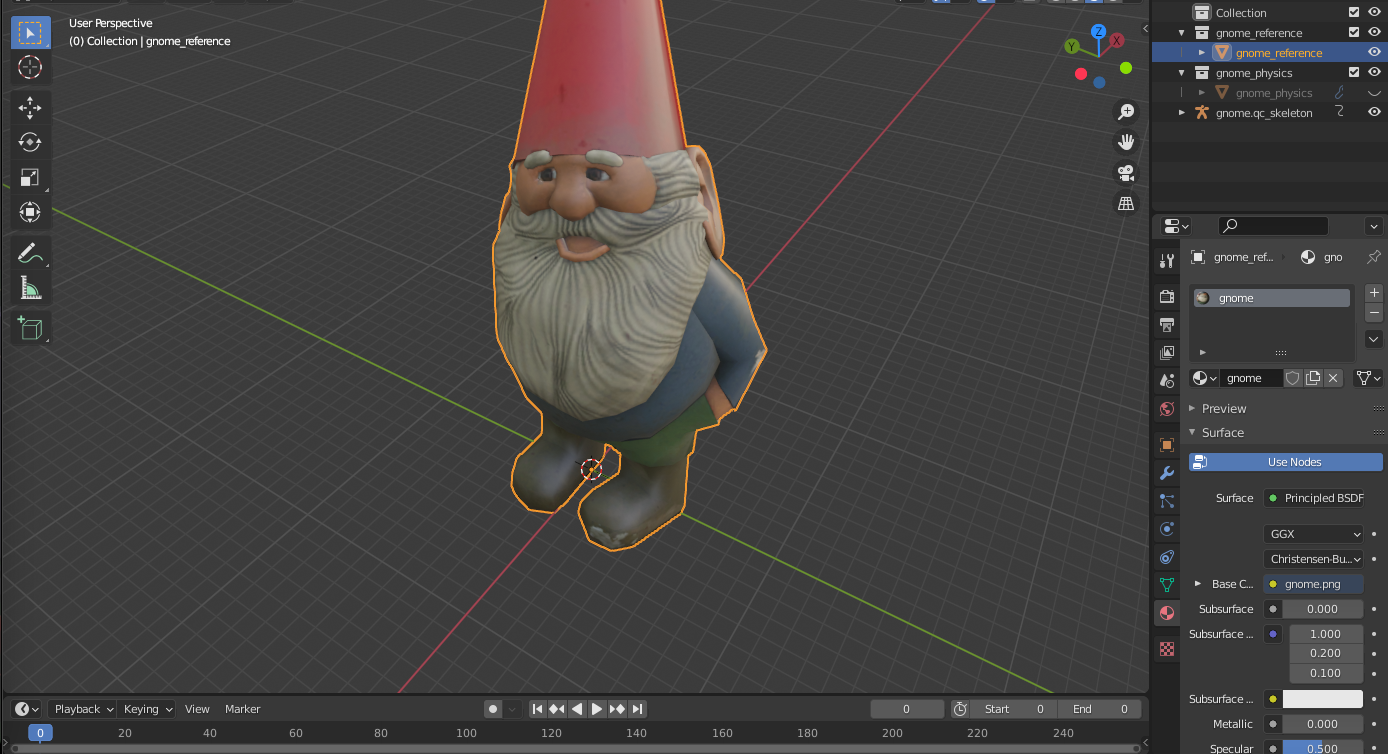 User Perspective
(0) Collection | gnome_reference
Z
X
Y
Collection
gnome_reference
gnome_reference
gnome_physics
gnome_physics
gnome.qc_skeleton
gnome_ref...
gno
gnome
gnome
Preview
Surface
Use Nodes
Surface Principled BSDF
GGX
Christensen-Bu...
Base C... gnome.png
Subsurface 0.000
Subsurface ... 1.000
0.200
0.100
Subsurface ...
Metallic 0.000
Specular 0.500
Playback Keying View Marker 0 Start 0 End 0
0 20 40 60 80 100 120 140 160 180 200 220 240